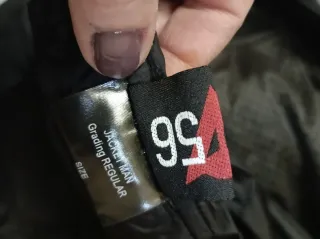 JACKET MAN
Grading REGULAR
SIZE
56